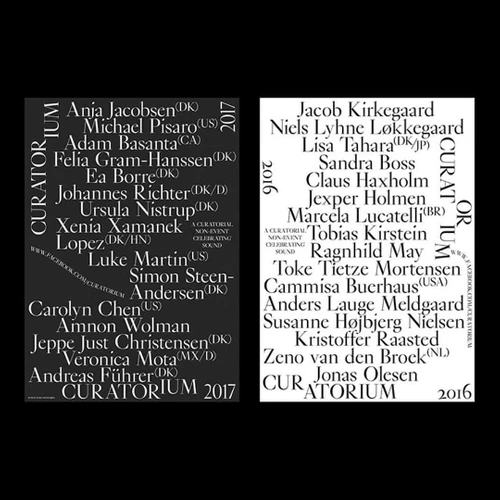 Anja Jacobsen(DK)
Michael Pisaro(US)
Adam Basanta(CA)
Felia Gram-Hanssen(DK)
Ea Borre(DK)
Johannes Richter(DK/D)
Ursula Nistrup(DK)
Xenia Xamanek
Lopez(DK/HN)
Luke Martin(US)
Simon Steen-
Andersen(DK)
Carolyn Chen(US)
Amnon Wolman
Jeppe Just Christensen(DK)
Veronica Mota(MX/D)
Andreas Führer(DK)
CURATORIUM 2017
CURATORIUM
2017
A CURATORIAL
NON-EVENT
CELEBRATING
SOUND
WWW.FACEBOOK.COM/CURATORIUM
Jacob Kirkegaard
Niels Lyhne Løkkegaard
Lisa Tahara(DK/JP)
Sandra Boss
Claus Haxholm
Jexper Holmen
Marcela Lucatelli(BR)
Tobias Kirstein
Ragnhild May
Toke Tietze Mortensen
Cammisa Buerhaus(USA)
Anders Lauge Meldgaard
Susanne Højbjerg Nielsen
Kristoffer Raasted
Zeno van den Broek(NL)
Jonas Olesen
CURATORIUM 2016
2016
CURATORIUM
A CURATORIAL
NON-EVENT
CELEBRATING
SOUND
WWW.FACEBOOK.COM/CURATORIUM